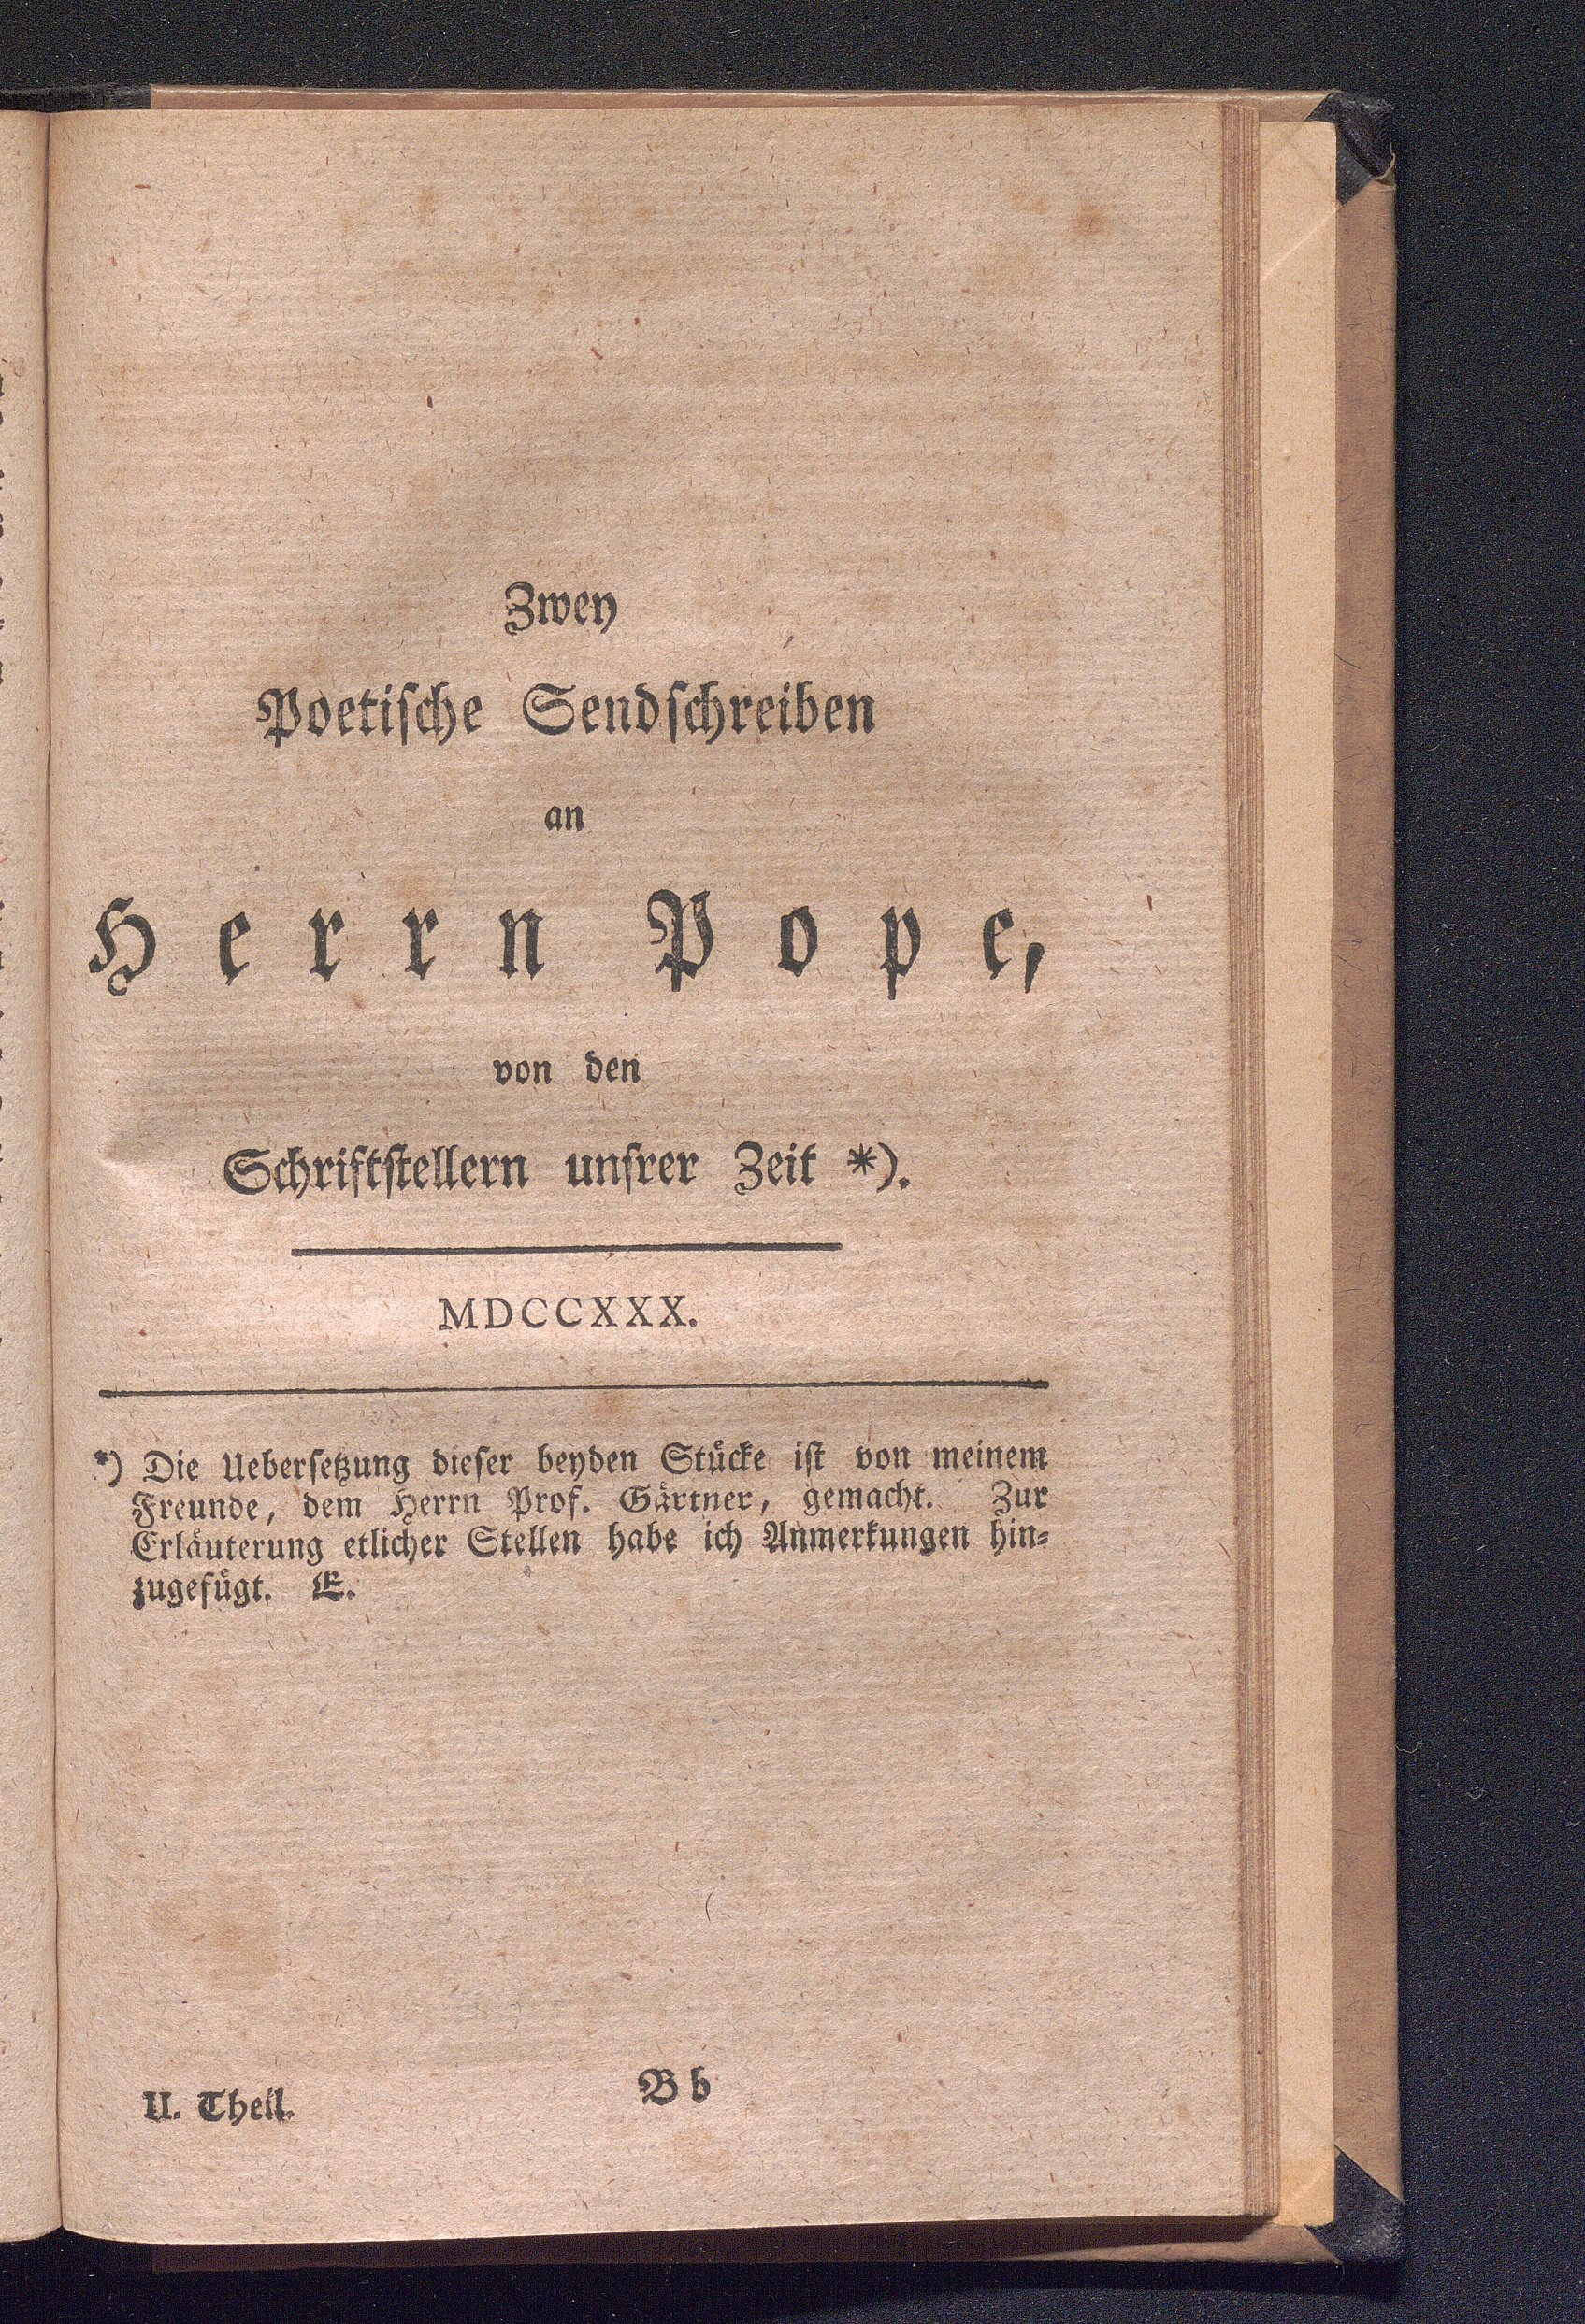 Zwey
Poetische Sendschreiben
an
Herrn Pope,
von den
Schriftstellern unsrer Zeit *).
MDCCXXX.
*) Die Uebersetzung dieser beyden Stücke ist von meinem
Freunde, dem Herrn Prof. Gärtner, gemacht. Zur
Erläuterung etlicher Stellen habe ich Anmerkungen hin-
zugefügt. E.
II. Theil.
Bb